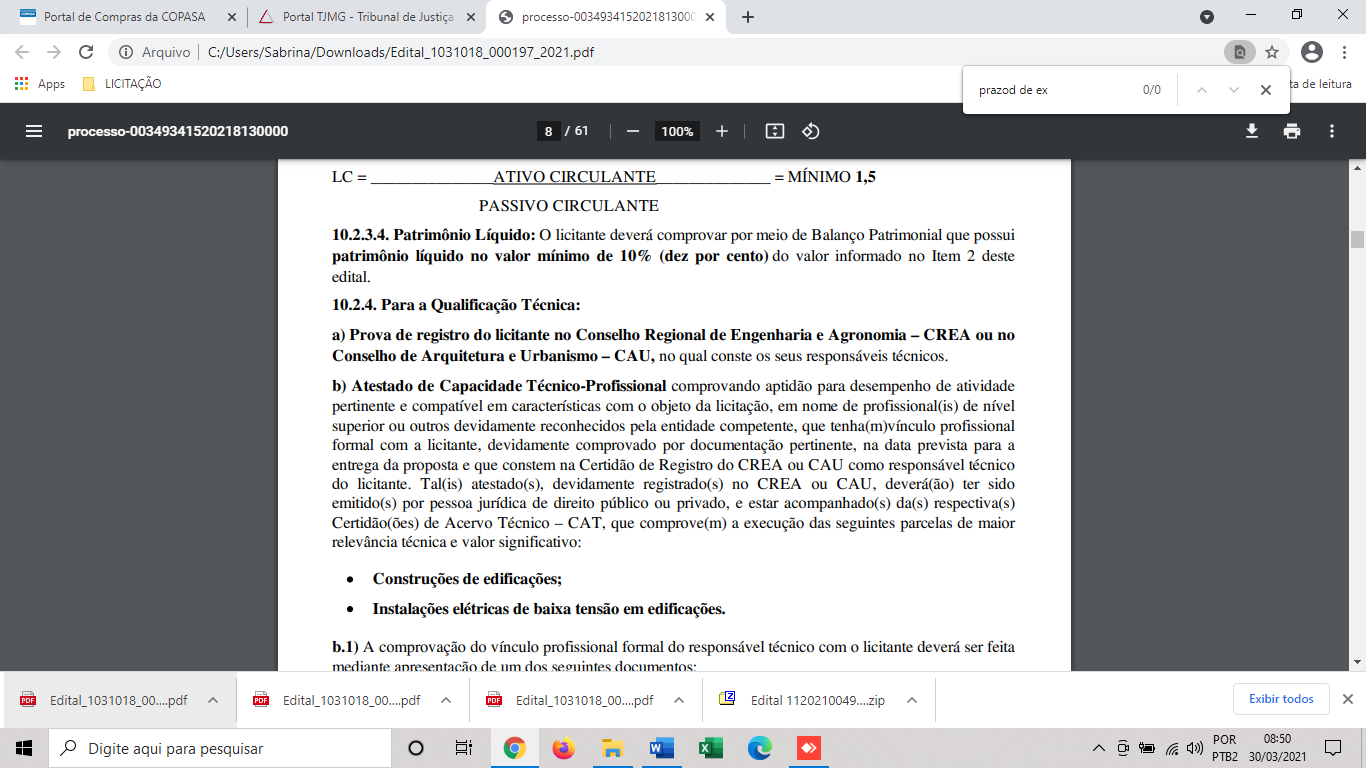 Portal de Compras da COPASA
Portal TJMG - Tribunal de Justiça
processo-0034934152021813000
Arquivo
C:/Users/Sabrina/Downloads/Edital_1031018_000197_2021.pdf
Apps
LICITAÇÃO
ta de leitura
prazod de ex
0/0
processo-00349341520218130000
8 / 61
100%
LC = _______________ATIVO CIRCULANTE______________ = MÍNIMO 1,5
PASSIVO CIRCULANTE
10.2.3.4. Patrimônio Líquido: O licitante deverá comprovar por meio de Balanço Patrimonial que possui
patrimônio líquido no valor mínimo de 10% (dez por cento) do valor informado no Item 2 deste
edital.
10.2.4. Para a Qualificação Técnica:
a) Prova de registro do licitante no Conselho Regional de Engenharia e Agronomia – CREA ou no
Conselho de Arquitetura e Urbanismo – CAU, no qual conste os seus responsáveis técnicos.
b) Atestado de Capacidade Técnico-Profissional comprovando aptidão para desempenho de atividade
pertinente e compatível em características com o objeto da licitação, em nome de profissional(is) de nível
superior ou outros devidamente reconhecidos pela entidade competente, que tenha(m)vínculo profissional
formal com a licitante, devidamente comprovado por documentação pertinente, na data prevista para a
entrega da proposta e que constem na Certidão de Registro do CREA ou CAU como responsável técnico
do licitante. Tal(is) atestado(s), devidamente registrado(s) no CREA ou CAU, deverá(ão) ter sido
emitido(s) por pessoa jurídica de direito público ou privado, e estar acompanhado(s) da(s) respectiva(s)
Certidão(ões) de Acervo Técnico – CAT, que comprove(m) a execução das seguintes parcelas de maior
relevância técnica e valor significativo:
• Construções de edificações;
• Instalações elétricas de baixa tensão em edificações.
b.1) A comprovação do vínculo profissional formal do responsável técnico com o licitante deverá ser feita
mediante apresentação de um dos seguintes documentos:
Edital_1031018_00....pdf
Edital_1031018_00....pdf
Edital_1031018_00....pdf
Edital 1120210049....zip
Exibir todos
Digite aqui para pesquisar
POR
PTB2
08:50
30/03/2021